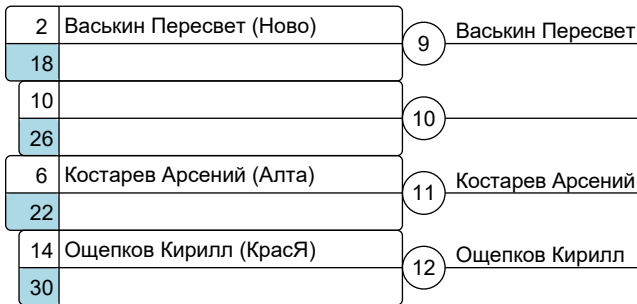 2 Васькин Пересвет (Ново)
9 Васькин Пересвет
18
10
10
26
6 Костарев Арсений (Алта)
11 Костарев Арсений
22
14 Ощепков Кирилл (КрасЯ)
12 Ощепков Кирилл
30